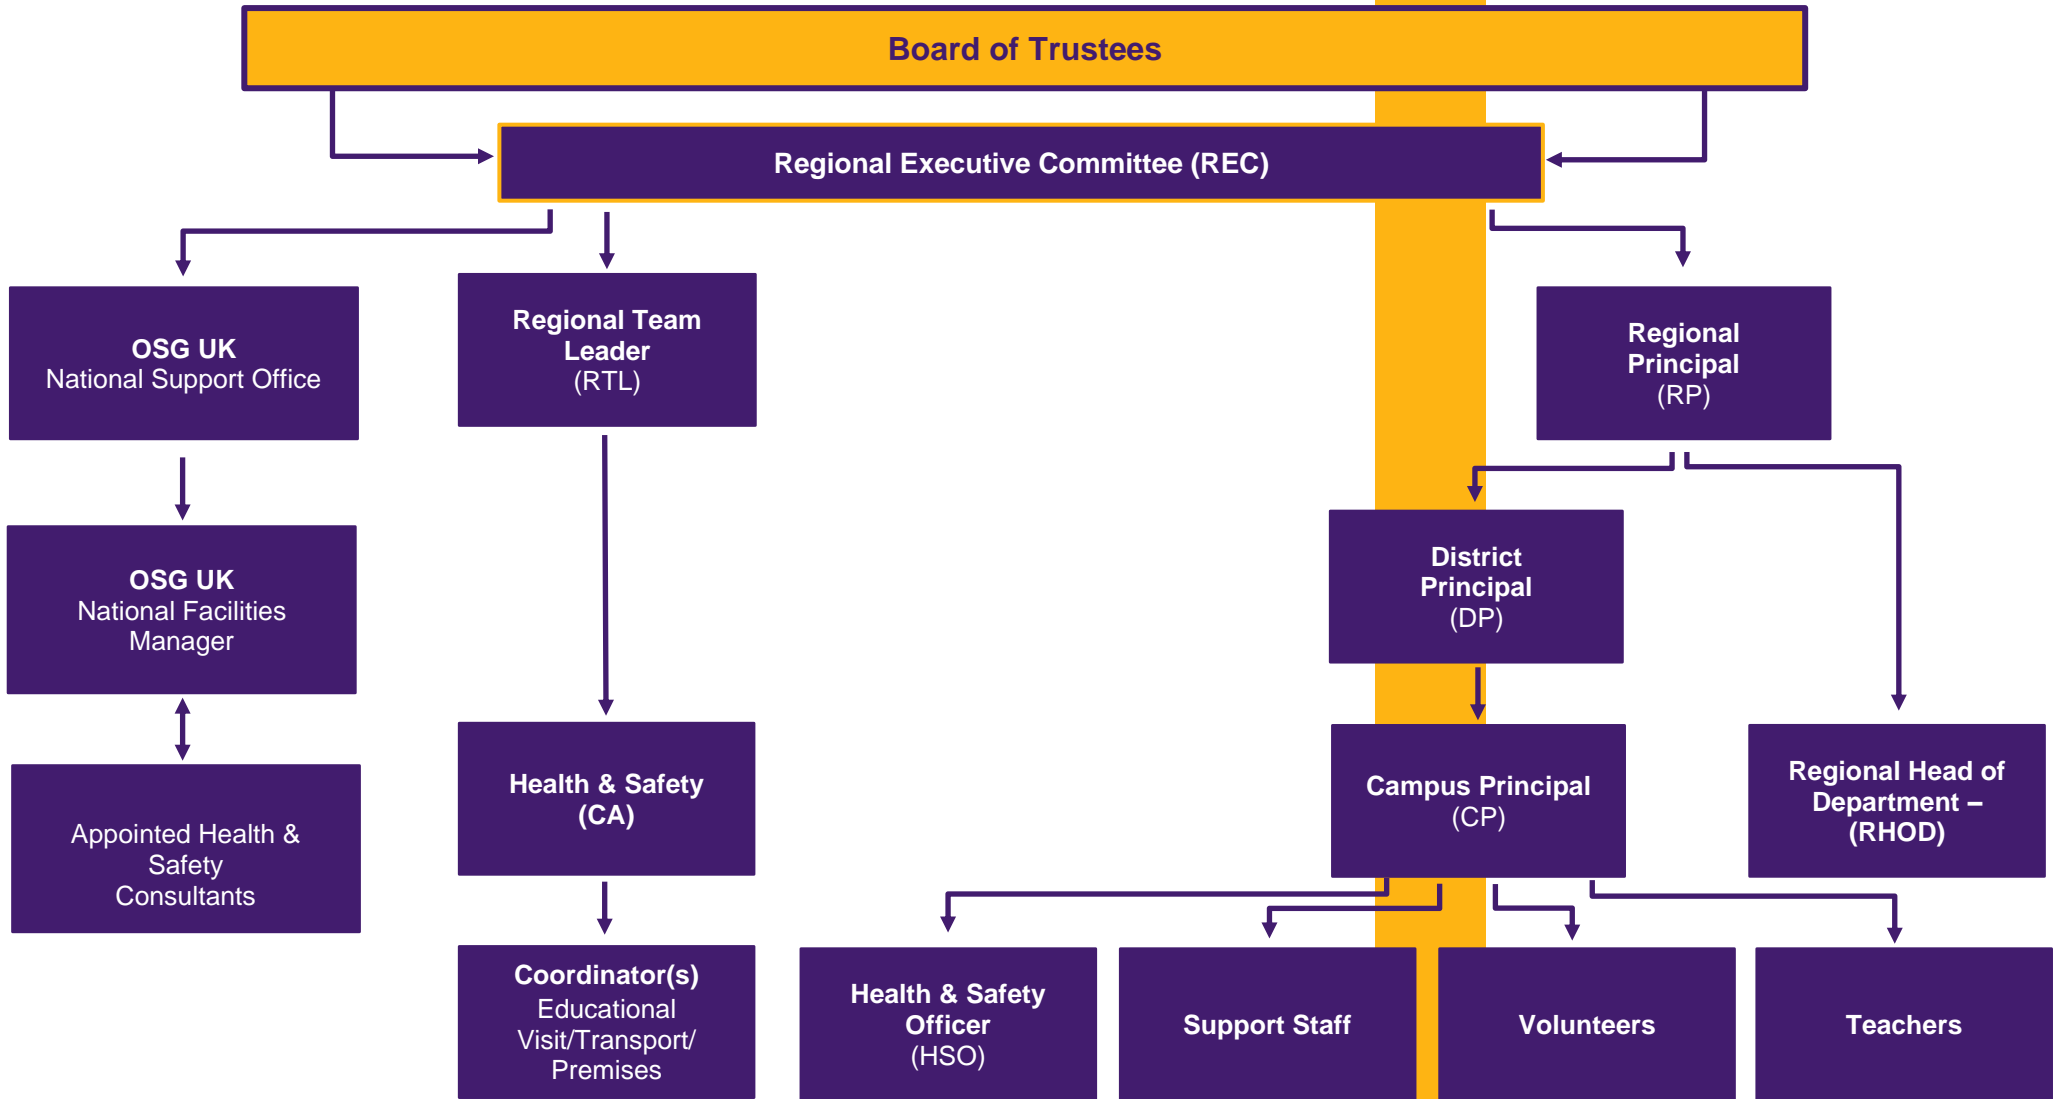 Board of Trustees
Regional Executive Committee (REC)
OSG UK
National Support Office
Regional Team
Leader
(RTL)
Regional
Principal
(RP)
OSG UK
National Facilities
Manager
District
Principal
(DP)
Appointed Health &
Safety
Consultants
Health & Safety
(CA)
Campus Principal
(CP)
Regional Head of
Department –
(RHOD)
Coordinator(s)
Educational
Visit/Transport/
Premises
Health & Safety
Officer
(HSO)
Support Staff
Volunteers
Teachers